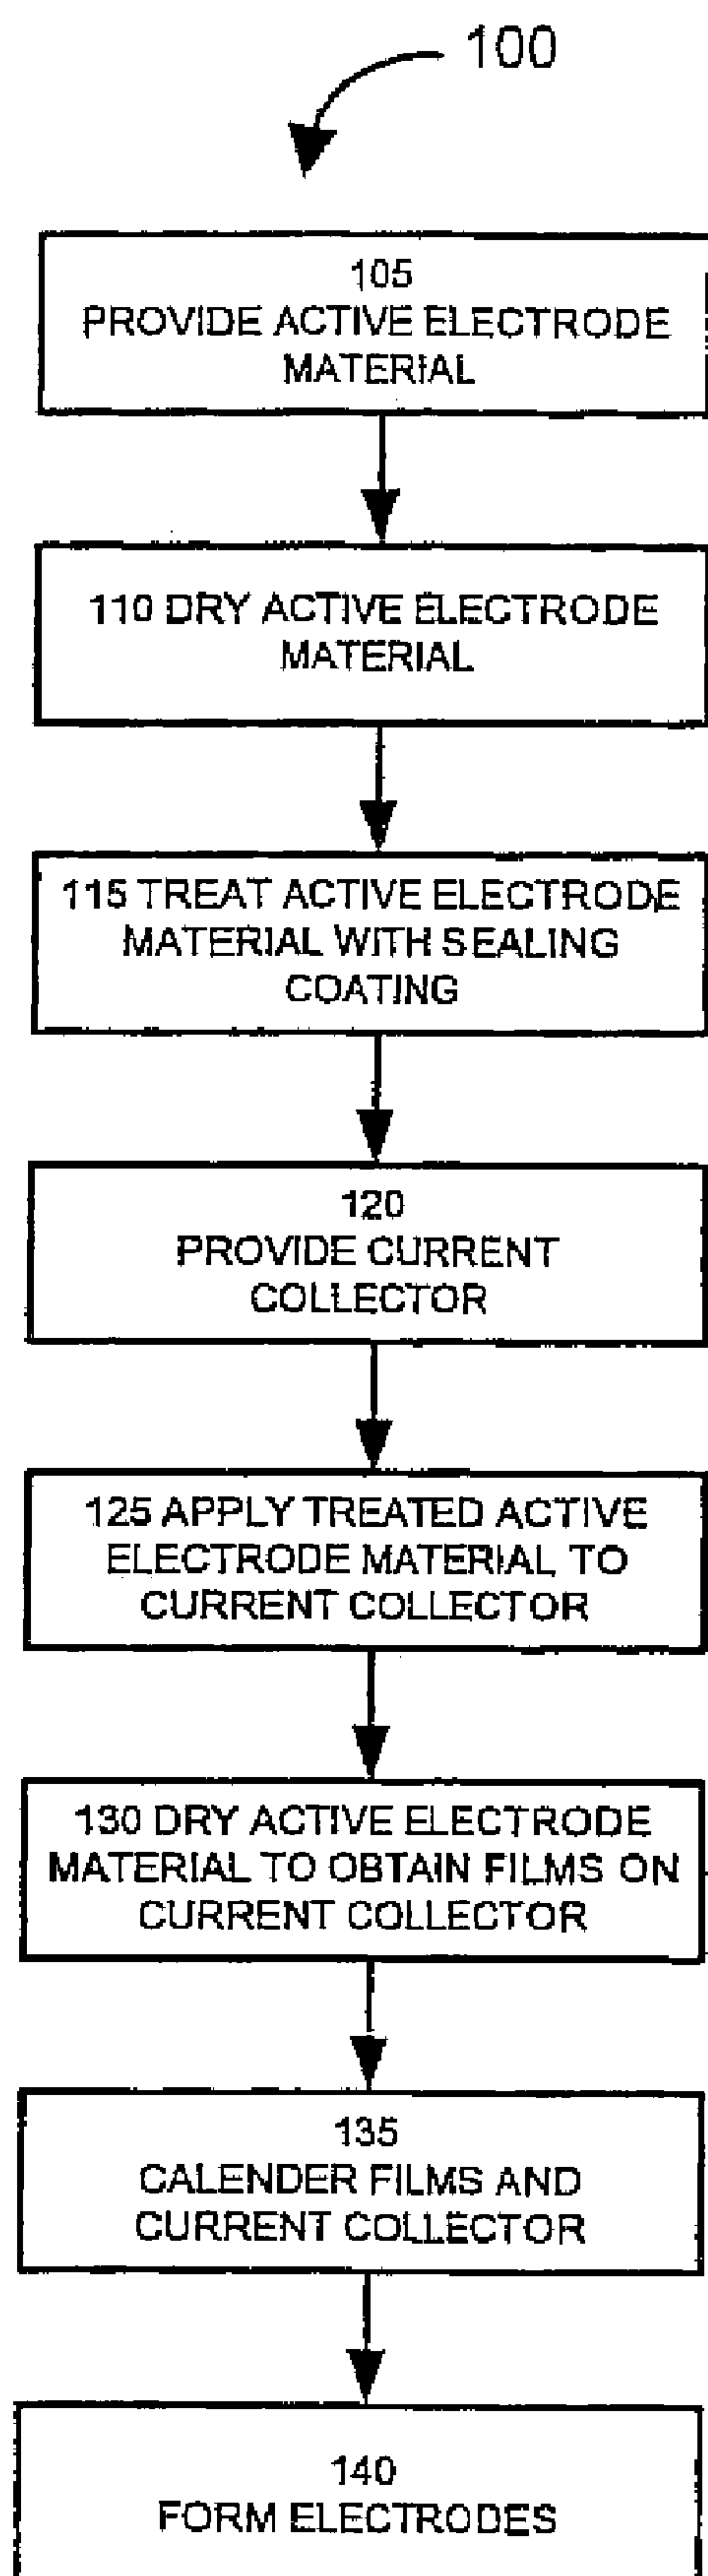 100
105
PROVIDE ACTIVE ELECTRODE
MATERIAL
110 DRY ACTIVE ELECTRODE
MATERIAL
115 TREAT ACTIVE ELECTRODE
MATERIAL WITH SEALING
COATING
120
PROVIDE CURRENT
COLLECTOR
125 APPLY TREATED ACTIVE
ELECTRODE MATERIAL TO
CURRENT COLLECTOR
130 DRY ACTIVE ELECTRODE
MATERIAL TO OBTAIN FILMS ON
CURRENT COLLECTOR
135
CALENDER FILMS AND
CURRENT COLLECTOR
140
FORM ELECTRODES